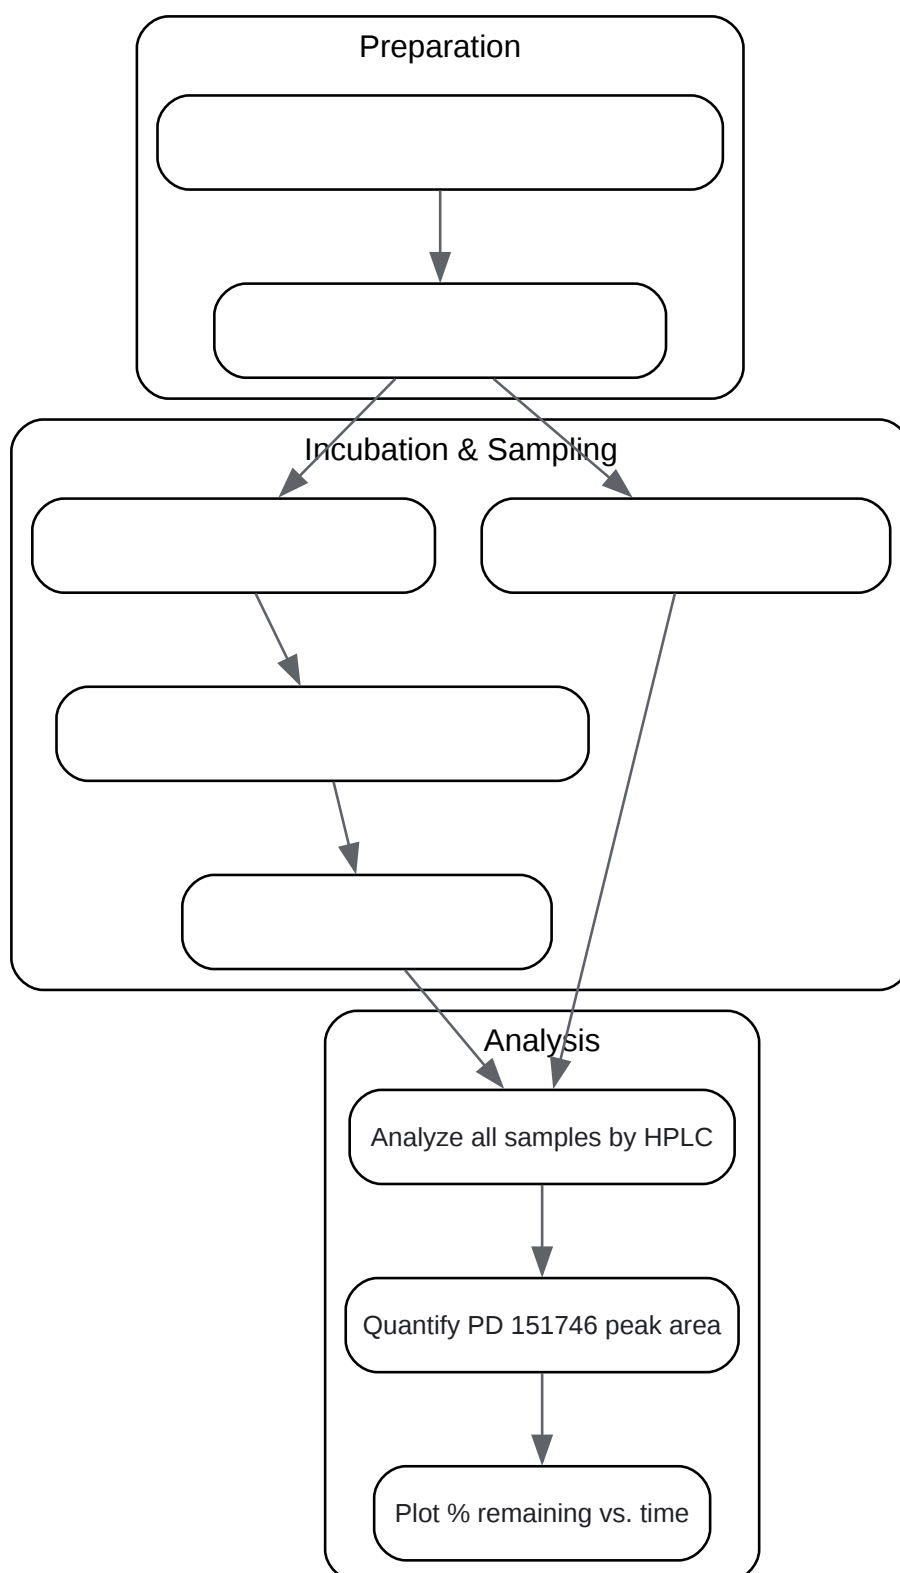 Preparation
Incubation & Sampling
Analysis
Analyze all samples by HPLC
Quantify PD 151746 peak area
Plot % remaining vs. time